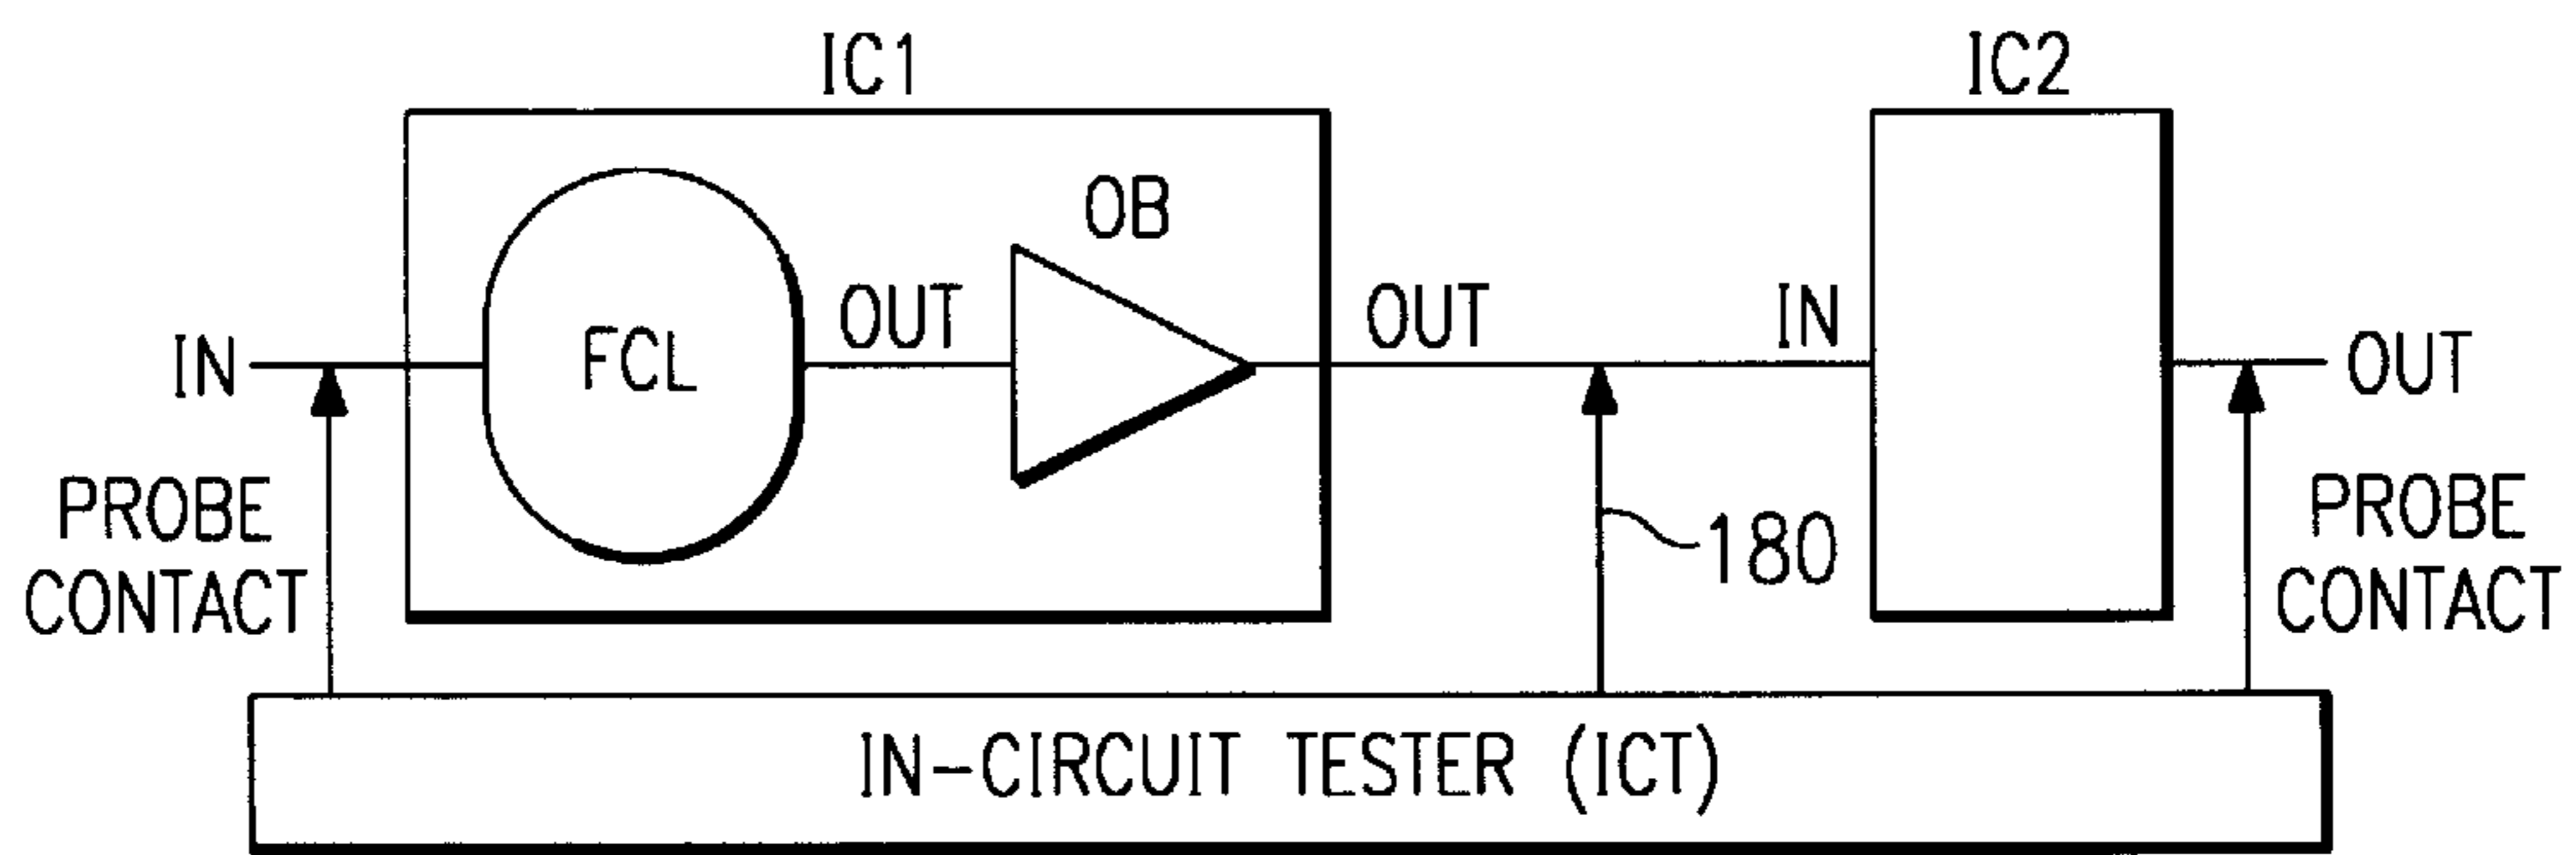 IC1
IC2
OB
IN
FCL
OUT
OUT
IN
OUT
PROBE
CONTACT
180
PROBE
CONTACT
IN-CIRCUIT TESTER (ICT)